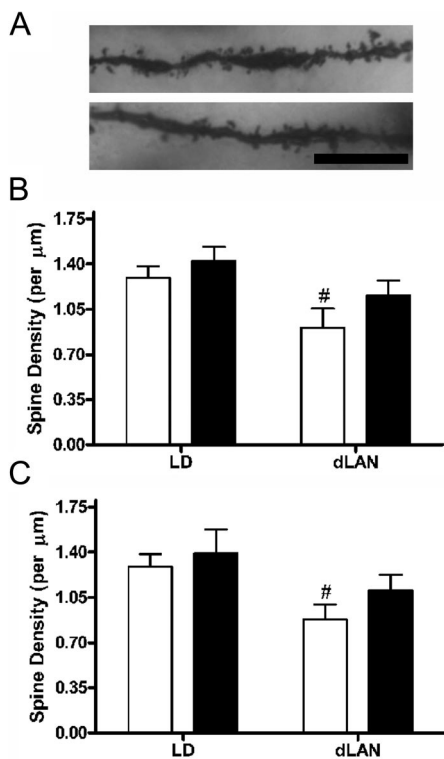 A
B
Spine Density (per μm)
1.75
1.40
1.05
0.70
0.35
0.00
#
LD
dLAN
C
Spine Density (per μm)
1.75
1.40
1.05
0.70
0.35
0.00
#
LD
dLAN